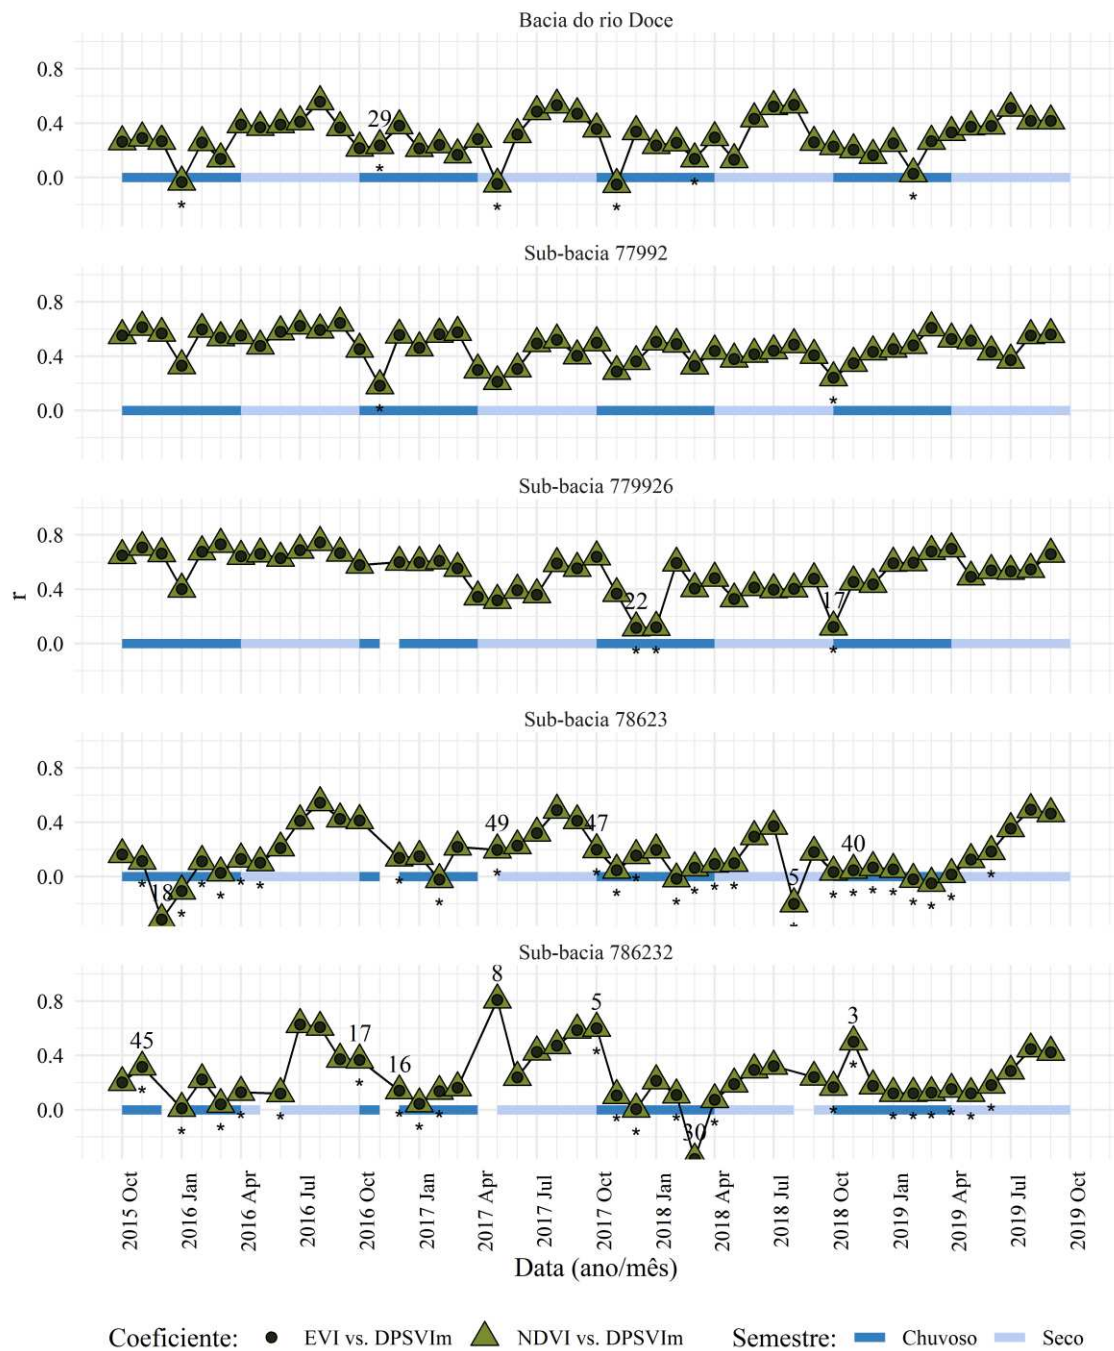 Bacia do rio Doce
0.8
0.4
0.0
29
*
*
*
*
*
*
Sub-bacia 77992
0.8
0.4
0.0
*
*
Sub-bacia 779926
0.8
0.4
0.0
22
17
*
*
*
r
Sub-bacia 78623
0.8
0.4
0.0
18
49
47
5
40
* * * * * * * * * * * * * * * * * * * * * * * * *
Sub-bacia 786232
0.8
0.4
0.0
45
17
16
8
5
30
3
* * * * * * * * * * * * * * * * * * * * * *
2015 Oct
2016 Jan
2016 Apr
2016 Jul
2016 Oct
2017 Jan
2017 Apr
2017 Jul
2017 Oct
2018 Jan
2018 Apr
2018 Jul
2018 Oct
2019 Jan
2019 Apr
2019 Jul
2019 Oct
Data (ano/mês)
Coeficiente: EVI vs. DPSVIm NDVI vs. DPSVIm Semestre: Chuvoso Seco